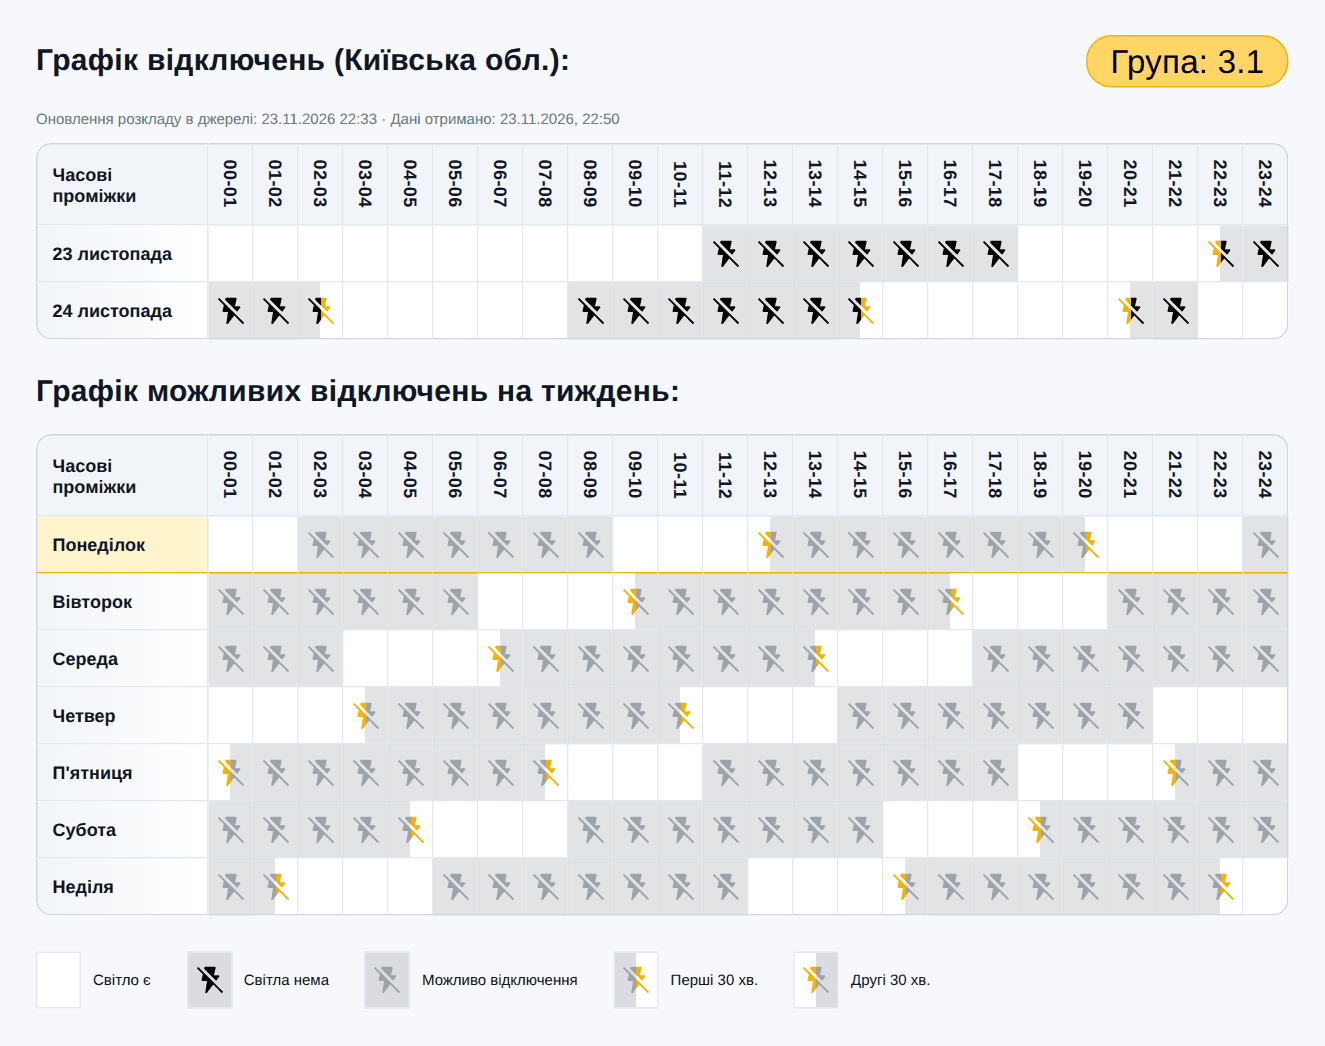 Графік відключень (Київська обл.):
Група: 3.1
Оновлення розкладу в джерелі: 23.11.2026 22:33 · Дані отримано: 23.11.2026, 22:50
Часові
проміжки
00-01 01-02 02-03 03-04 04-05 05-06 06-07 07-08 08-09 09-10 10-11 11-12 12-13 13-14 14-15 15-16 16-17 17-18 18-19 19-20 20-21 21-22 22-23 23-24
23 листопада
24 листопада
Графік можливих відключень на тиждень:
Часові
проміжки
00-01 01-02 02-03 03-04 04-05 05-06 06-07 07-08 08-09 09-10 10-11 11-12 12-13 13-14 14-15 15-16 16-17 17-18 18-19 19-20 20-21 21-22 22-23 23-24
Понеділок
Вівторок
Середа
Четвер
П'ятниця
Субота
Неділя
Світло є
Світла нема
Можливо відключення
Перші 30 хв.
Другі 30 хв.